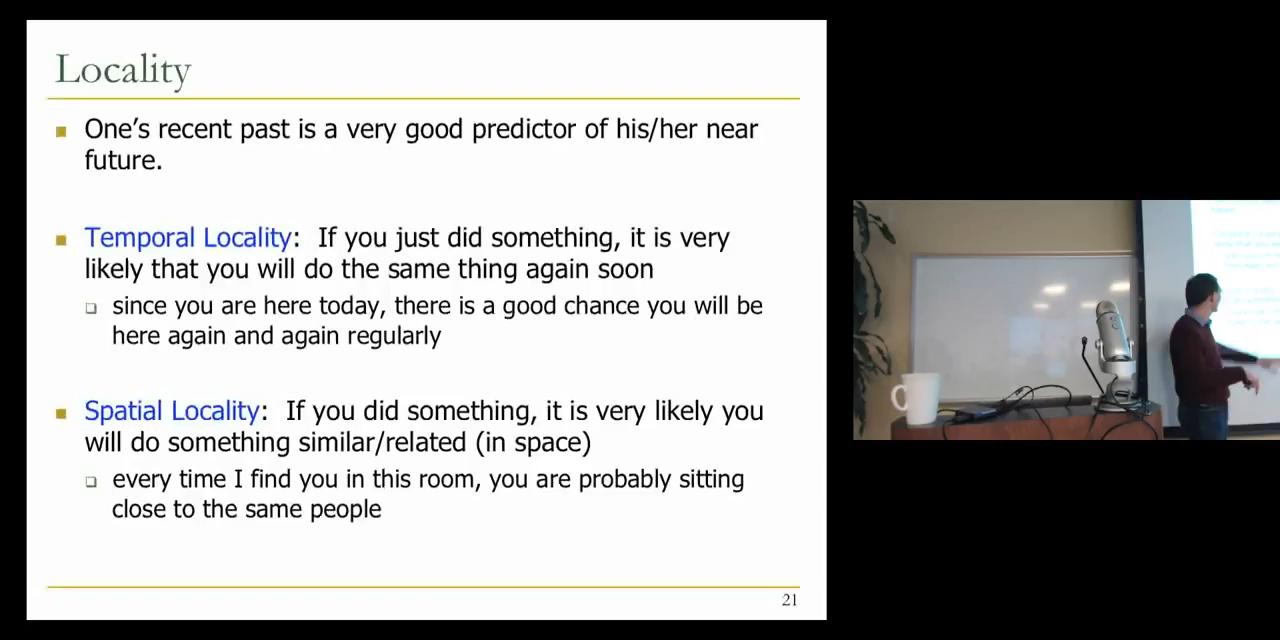 Locality
One's recent past is a very good predictor of his/her near
future.
Temporal Locality: If you just did something, it is very
likely that you will do the same thing again soon
since you are here today, there is a good chance you will be
here again and again regularly
Spatial Locality: If you did something, it is very likely you
will do something similar/related (in space)
every time I find you in this room, you are probably sitting
close to the same people
21